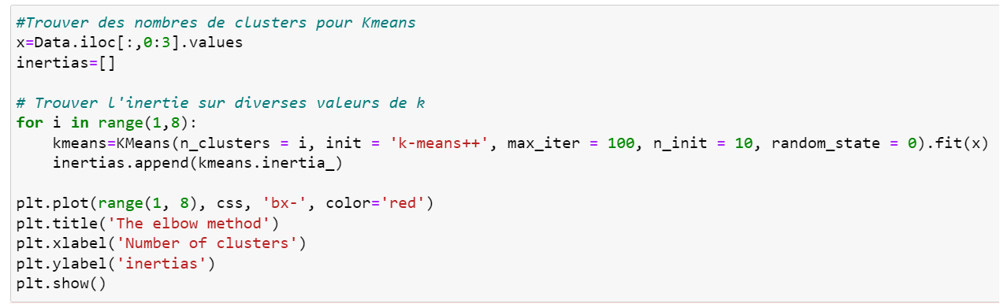 #Trouver des nombres de clusters pour Kmeans
x=Data.iloc[:,0:3].values
inertias=[]
# Trouver l'inertie sur diverses valeurs de k
for i in range(1,8):
    kmeans=KMeans(n_clusters = i, init = 'k-means++', max_iter = 100, n_init = 10, random_state = 0).fit(x)
    inertias.append(kmeans.inertia_)
plt.plot(range(1, 8), css, 'bx-', color='red')
plt.title('The elbow method')
plt.xlabel('Number of clusters')
plt.ylabel('inertias')
plt.show()